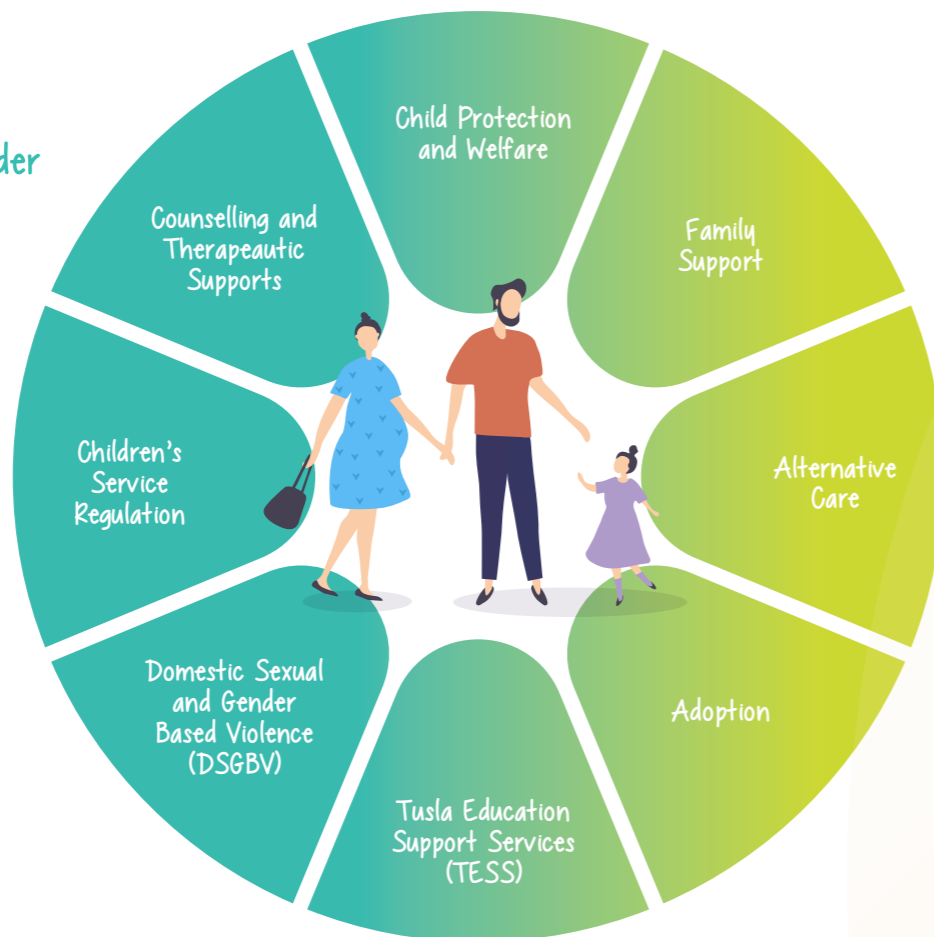 der
Child Protection
and Welfare
Family
Support
Alternative
Care
Adoption
Tusla Education
Support Services
(TESS)
Domestic Sexual
and Gender
Based Violence
(DSGBV)
Children's
Service
Regulation
Counselling and
Therapeautic
Supports